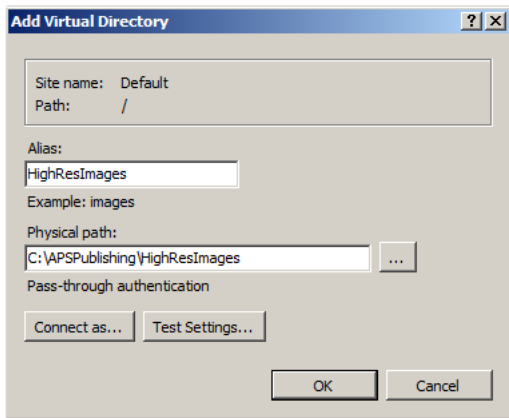 Add Virtual Directory
Site name: Default
Path: /
Alias:
HighResImages
Example: images
Physical path:
C:\APSPublishing\HighResImages
...
Pass-through authentication
Connect as... Test Settings...
OK Cancel